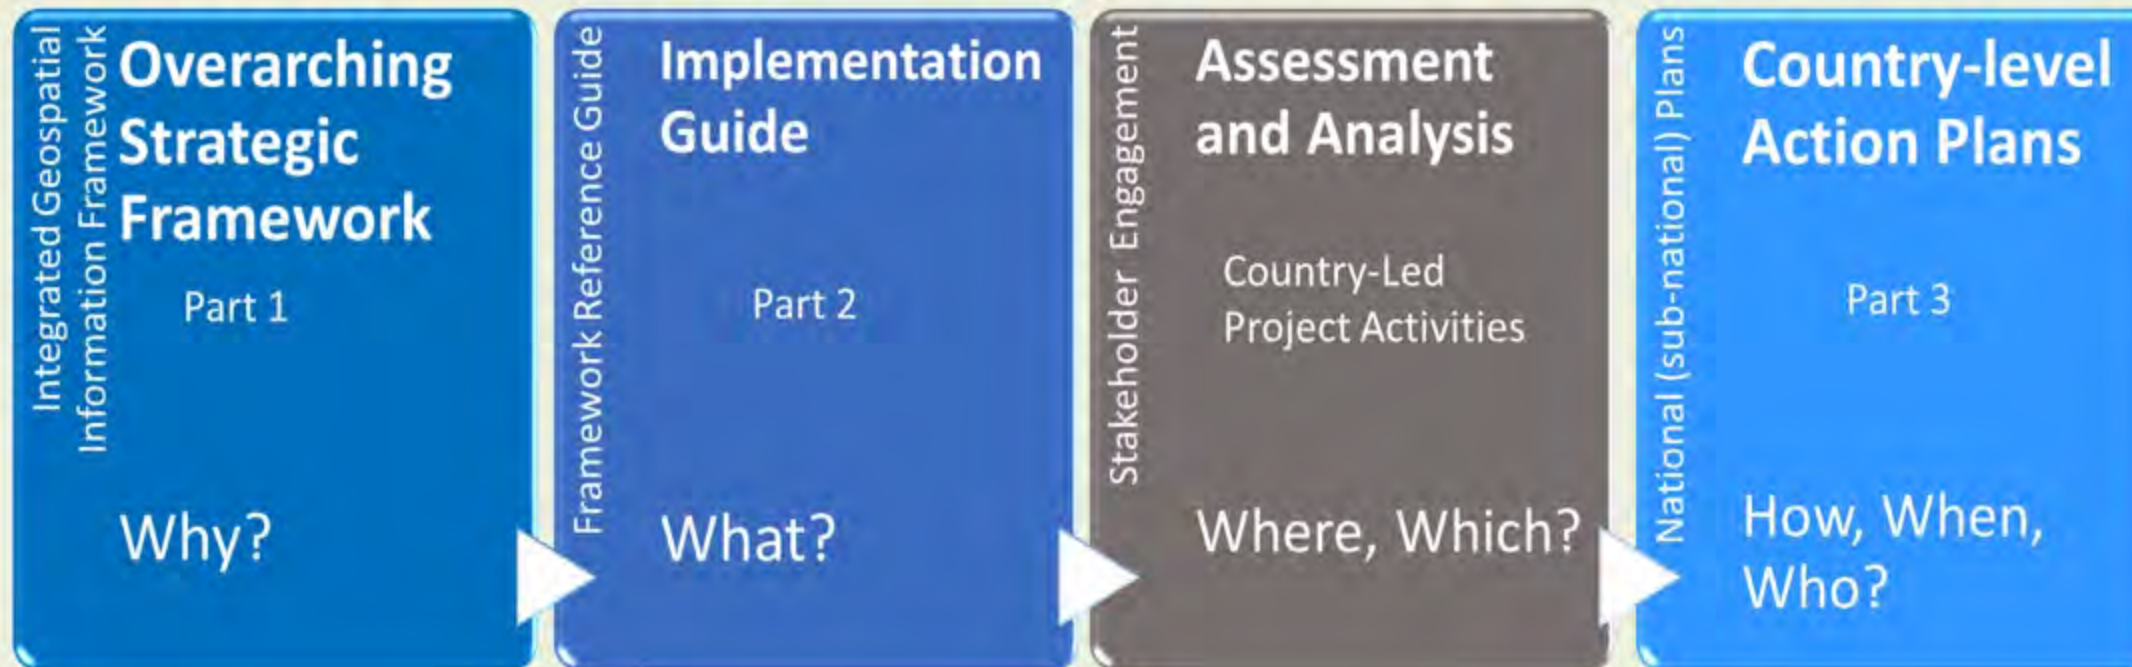 Integrated Geospatial
Information Framework
Overarching
Strategic
Framework
Part 1
Why?
Framework Reference Guide
Implementation
Guide
Part 2
What?
Stakeholder Engagement
Assessment
and Analysis
Country-Led
Project Activities
Where, Which?
National (sub-national) Plans
Country-level
Action Plans
Part 3
How, When,
Who?